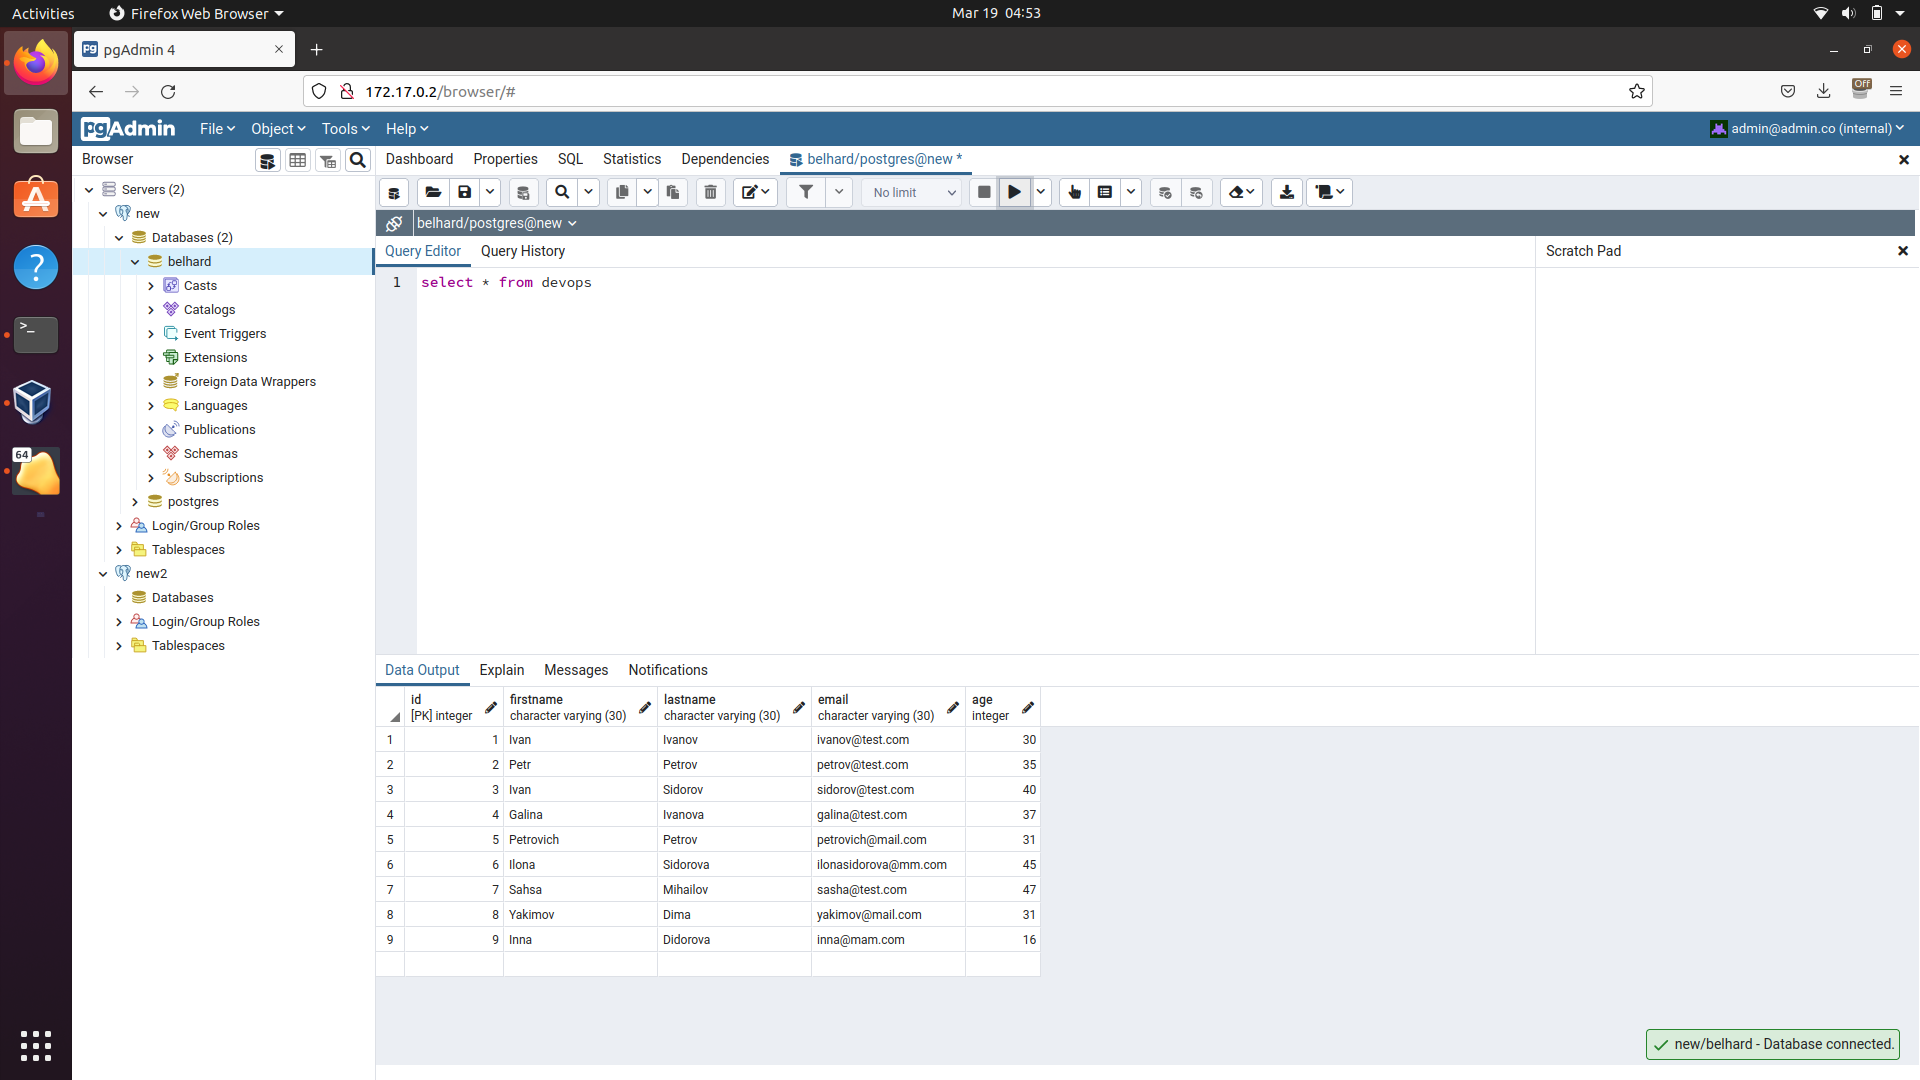 Activities
Firefox Web Browser
Mar 19 04:53
pgAdmin 4
172.17.0.2/browser/#
Off
pgAdmin
File
Object
Tools
Help
admin@admin.co (internal)
Browser
Dashboard
Properties
SQL
Statistics
Dependencies
belhard/postgres@new *
No limit
belhard/postgres@new
Query Editor
Query History
Scratch Pad
1 select * from devops
Servers (2)
new
Databases (2)
belhard
Casts
Catalogs
Event Triggers
Extensions
Foreign Data Wrappers
Languages
Publications
Schemas
Subscriptions
postgres
Login/Group Roles
Tablespaces
new2
Databases
Login/Group Roles
Tablespaces
64
Data Output
Explain
Messages
Notifications
id [PK] integer
firstname character varying (30)
lastname character varying (30)
email character varying (30)
age integer
1 1 Ivan Ivanov ivanov@test.com 30
2 2 Petr Petrov petrov@test.com 35
3 3 Ivan Sidorov sidorov@test.com 40
4 4 Galina Ivanova galina@test.com 37
5 5 Petrovich Petrov petrovich@mail.com 31
6 6 Ilona Sidorova ilonasidorova@mm.com 45
7 7 Sahsa Mihailov sasha@test.com 47
8 8 Yakimov Dima yakimov@mail.com 31
9 9 Inna Didorova inna@mam.com 16
new/belhard - Database connected.